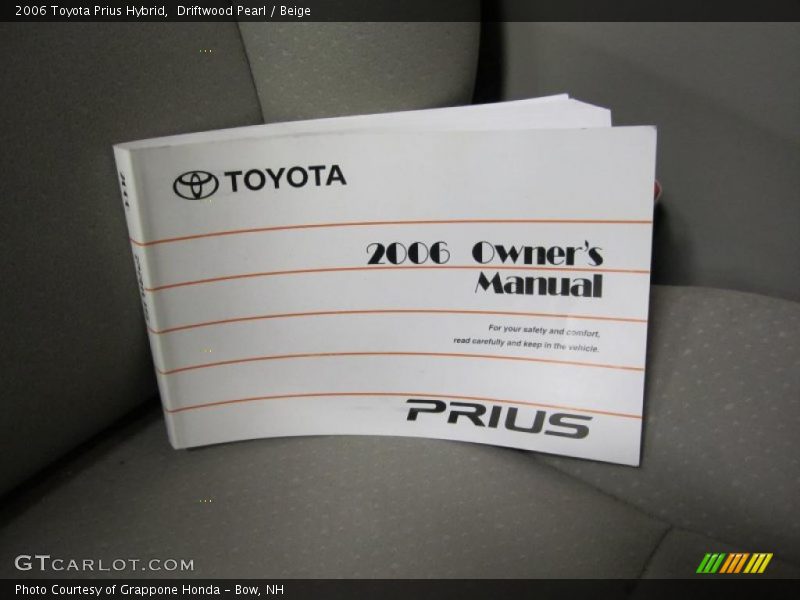 2006 Toyota Prius Hybrid,  Driftwood Pearl / Beige
TOYOTA
2006 Owner's
Manual
For your safety and comfort,
read carefully and keep in the vehicle.
PRIUS
GTCARLOT.COM
Photo Courtesy of Grappone Honda - Bow, NH